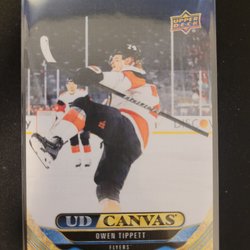 UPPER
DECK
UD CANVAS
OWEN TIPPETT
FLYERS